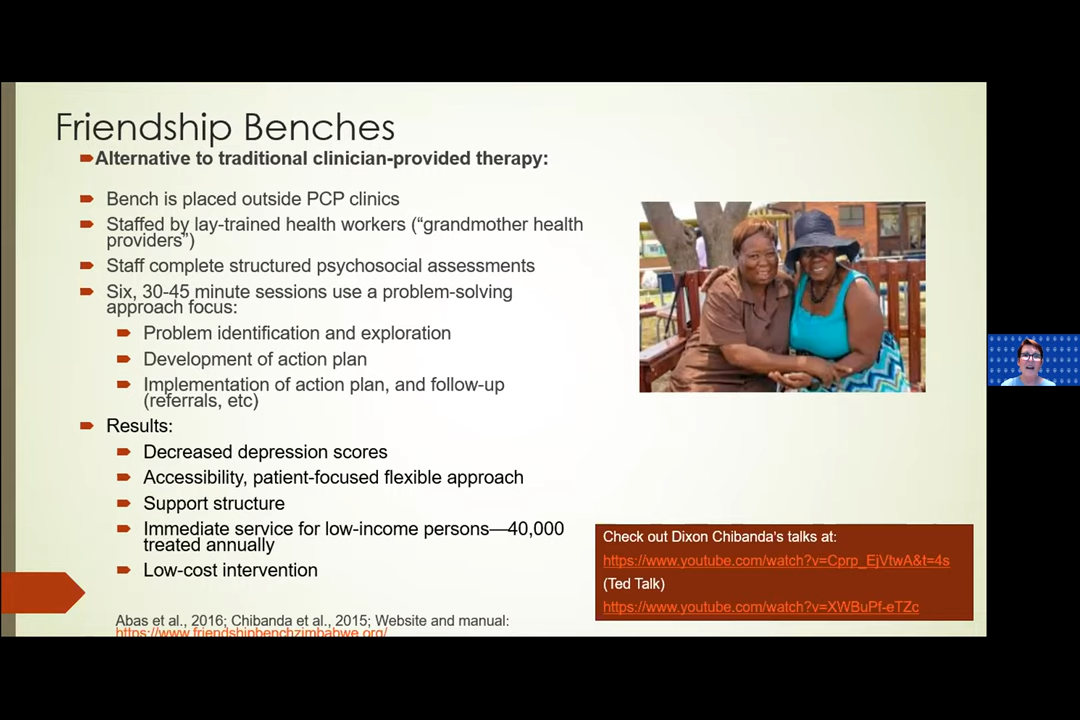 Friendship Benches
Alternative to traditional clinician-provided therapy:
Bench is placed outside PCP clinics
Staffed by lay-trained health workers (“grandmother health
providers”)
Staff complete structured psychosocial assessments
Six, 30-45 minute sessions use a problem-solving
approach focus:
Problem identification and exploration
Development of action plan
Implementation of action plan, and follow-up
(referrals, etc)
Results:
Decreased depression scores
Accessibility, patient-focused flexible approach
Support structure
Immediate service for low-income persons—40,000
treated annually
Low-cost intervention
Abas et al., 2016; Chibanda et al., 2015; Website and manual:
https://www.friendshipbenchzimbabwe.org/
Check out Dixon Chibanda’s talks at:
https://www.youtube.com/watch?v=Cprp_EjVtwA&t=4s
(Ted Talk)
https://www.youtube.com/watch?v=XWBuPf-eTZc